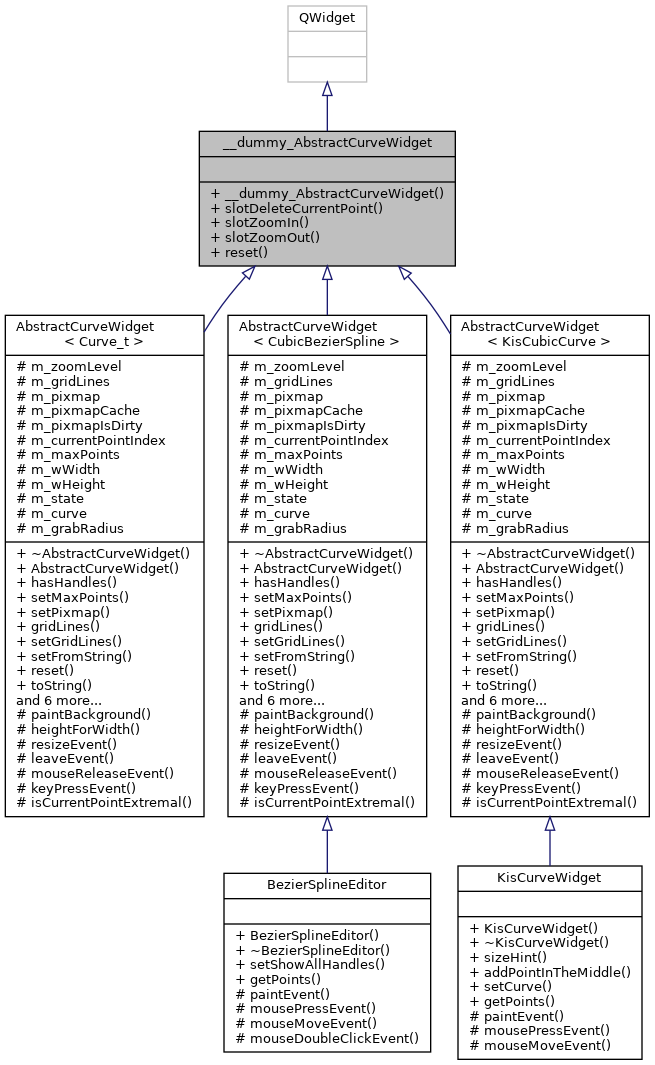 QWidget
__dummy_AbstractCurveWidget
+ __dummy_AbstractCurveWidget()
+ slotDeleteCurrentPoint()
+ slotZoomIn()
+ slotZoomOut()
+ reset()
AbstractCurveWidget
< Curve_t >
# m_zoomLevel
# m_gridLines
# m_pixmap
# m_pixmapCache
# m_pixmapIsDirty
# m_currentPointIndex
# m_maxPoints
# m_wWidth
# m_wHeight
# m_state
# m_curve
# m_grabRadius
+ ~AbstractCurveWidget()
+ AbstractCurveWidget()
+ hasHandles()
+ setMaxPoints()
+ setPixmap()
+ gridLines()
+ setGridLines()
+ setFromString()
+ reset()
+ toString()
and 6 more...
# paintBackground()
# heightForWidth()
# resizeEvent()
# leaveEvent()
# mouseReleaseEvent()
# keyPressEvent()
# isCurrentPointExtremal()
AbstractCurveWidget
< CubicBezierSpline >
# m_zoomLevel
# m_gridLines
# m_pixmap
# m_pixmapCache
# m_pixmapIsDirty
# m_currentPointIndex
# m_maxPoints
# m_wWidth
# m_wHeight
# m_state
# m_curve
# m_grabRadius
+ ~AbstractCurveWidget()
+ AbstractCurveWidget()
+ hasHandles()
+ setMaxPoints()
+ setPixmap()
+ gridLines()
+ setGridLines()
+ setFromString()
+ reset()
+ toString()
and 6 more...
# paintBackground()
# heightForWidth()
# resizeEvent()
# leaveEvent()
# mouseReleaseEvent()
# keyPressEvent()
# isCurrentPointExtremal()
AbstractCurveWidget
< KisCubicCurve >
# m_zoomLevel
# m_gridLines
# m_pixmap
# m_pixmapCache
# m_pixmapIsDirty
# m_currentPointIndex
# m_maxPoints
# m_wWidth
# m_wHeight
# m_state
# m_curve
# m_grabRadius
+ ~AbstractCurveWidget()
+ AbstractCurveWidget()
+ hasHandles()
+ setMaxPoints()
+ setPixmap()
+ gridLines()
+ setGridLines()
+ setFromString()
+ reset()
+ toString()
and 6 more...
# paintBackground()
# heightForWidth()
# resizeEvent()
# leaveEvent()
# mouseReleaseEvent()
# keyPressEvent()
# isCurrentPointExtremal()
BezierSplineEditor
+ BezierSplineEditor()
+ ~BezierSplineEditor()
+ setShowAllHandles()
+ getPoints()
# paintEvent()
# mousePressEvent()
# mouseMoveEvent()
# mouseDoubleClickEvent()
KisCurveWidget
+ KisCurveWidget()
+ ~KisCurveWidget()
+ sizeHint()
+ addPointInTheMiddle()
+ setCurve()
+ getPoints()
# paintEvent()
# mousePressEvent()
# mouseMoveEvent()